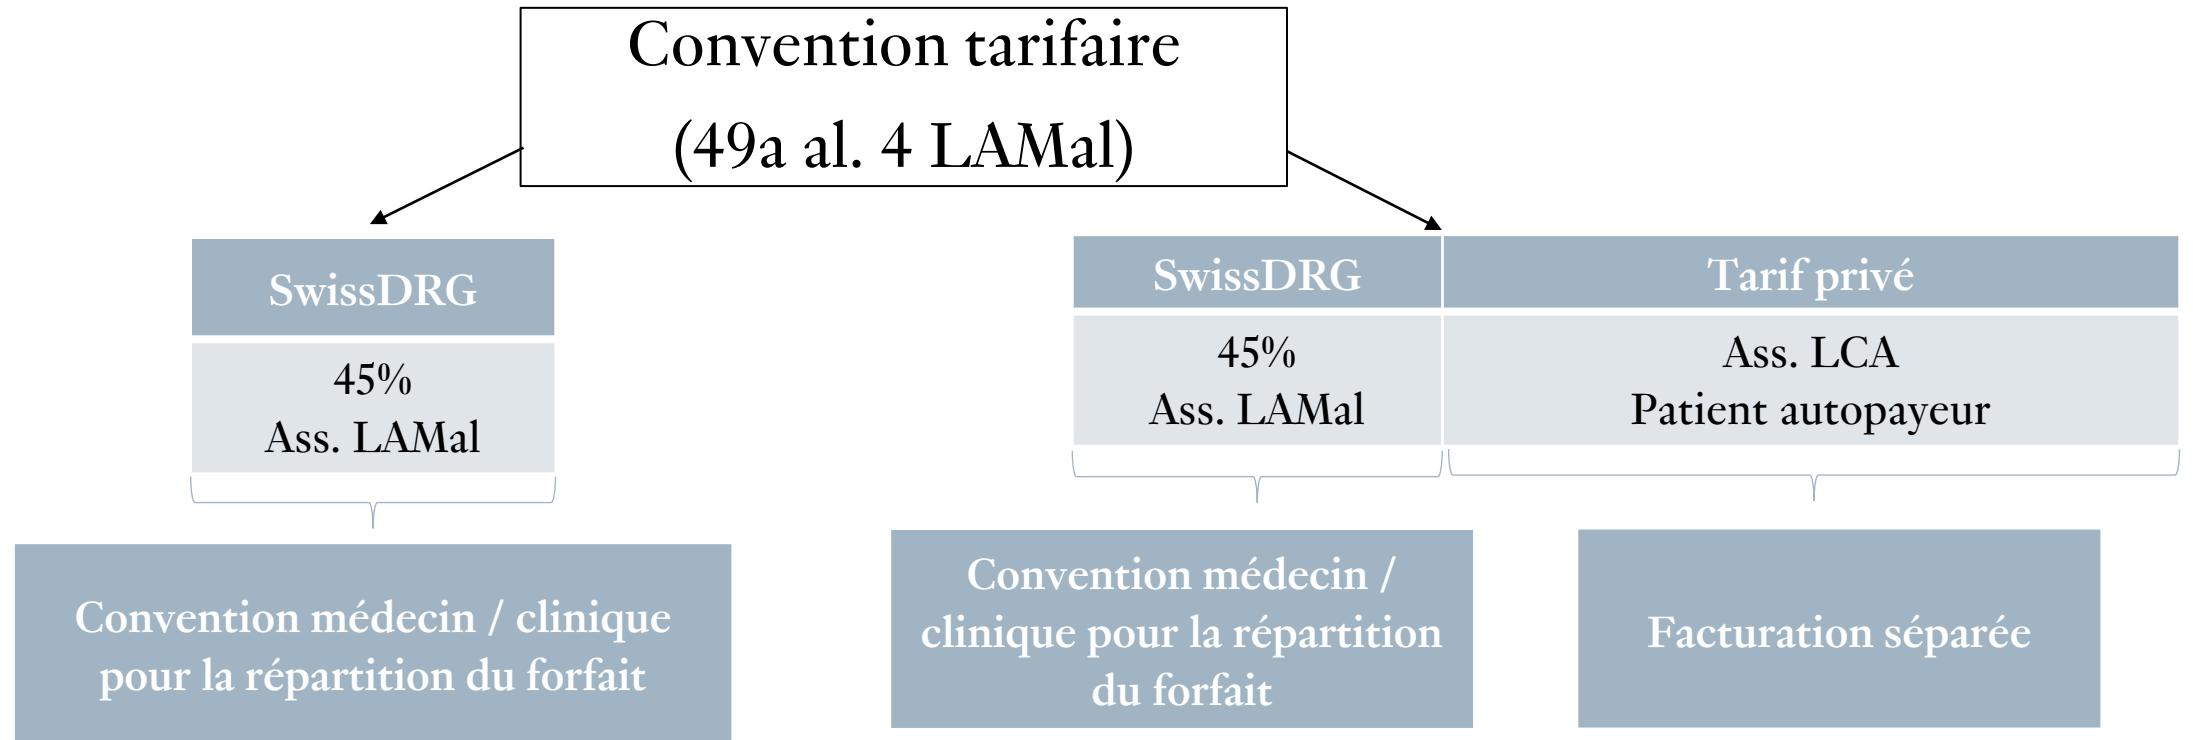 Convention tarifaire
(49a al. 4 LAMal)
SwissDRG
45%
Ass. LAMal
Convention médecin / clinique
pour la répartition du forfait
SwissDRG
Tarif privé
45%
Ass. LAMal
Ass. LCA
Patient autopayeur
Convention médecin /
clinique pour la répartition
du forfait
Facturation séparée